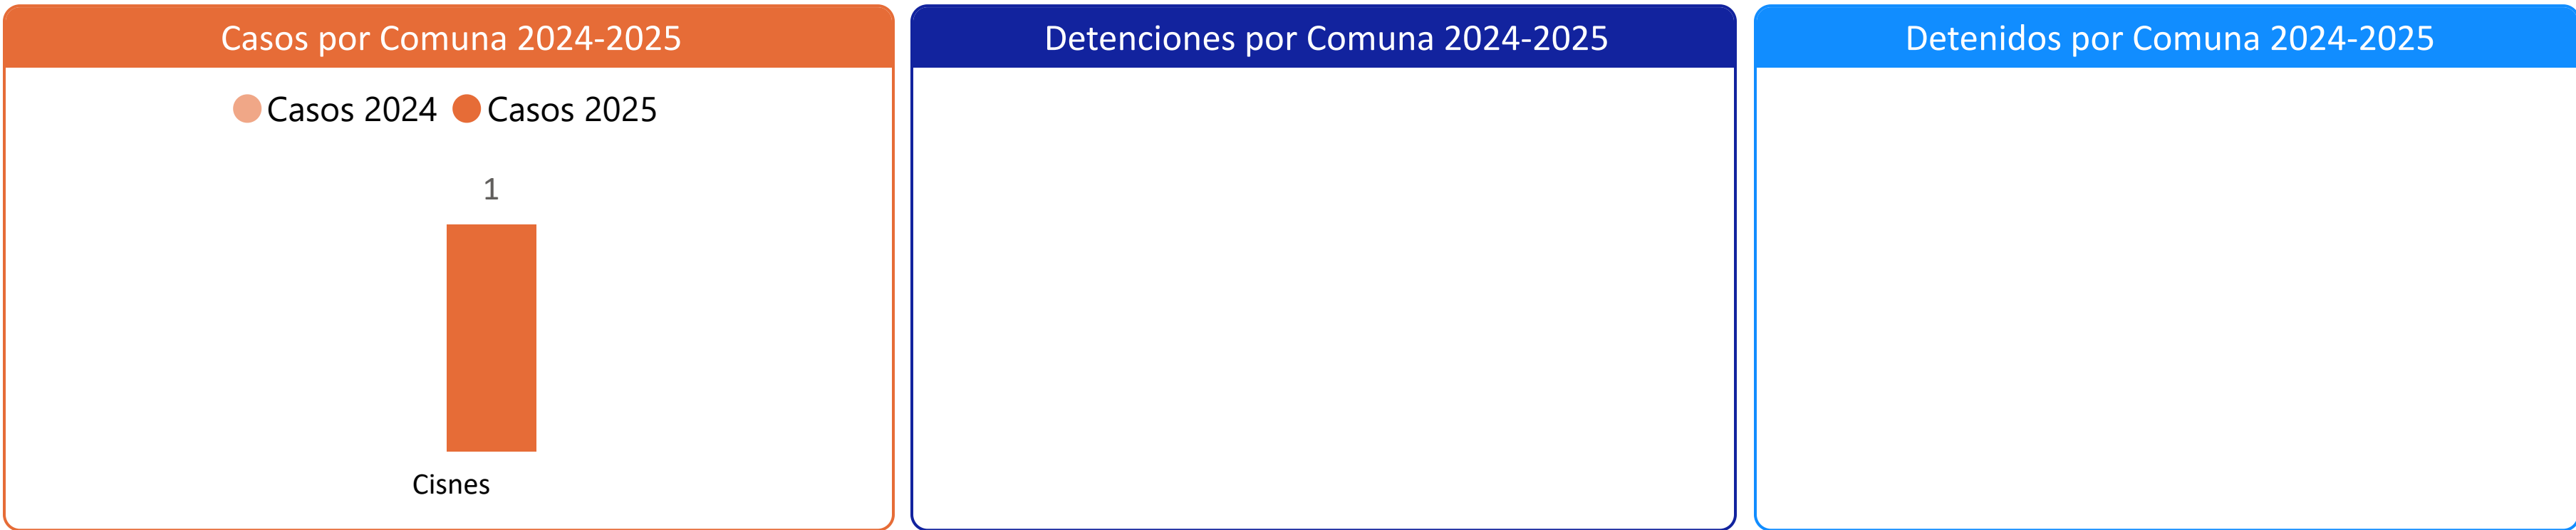 Casos por Comuna 2024-2025
Casos 2024 Casos 2025
1
Cisnes
Detenciones por Comuna 2024-2025
Detenidos por Comuna 2024-2025